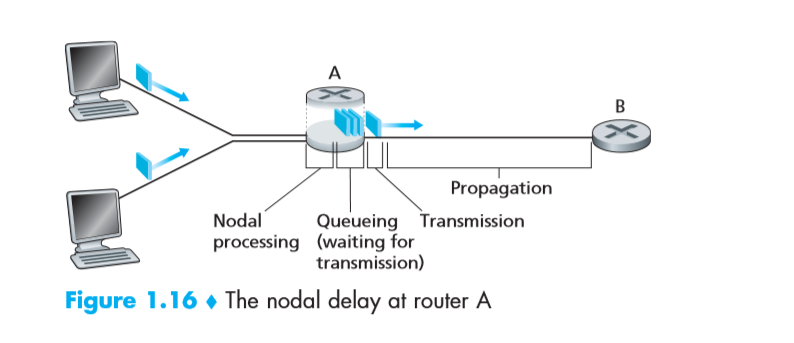 A
B
Propagation
Nodal
processing
Queueing
(waiting for
transmission)
Transmission
Figure 1.16 ♦ The nodal delay at router A